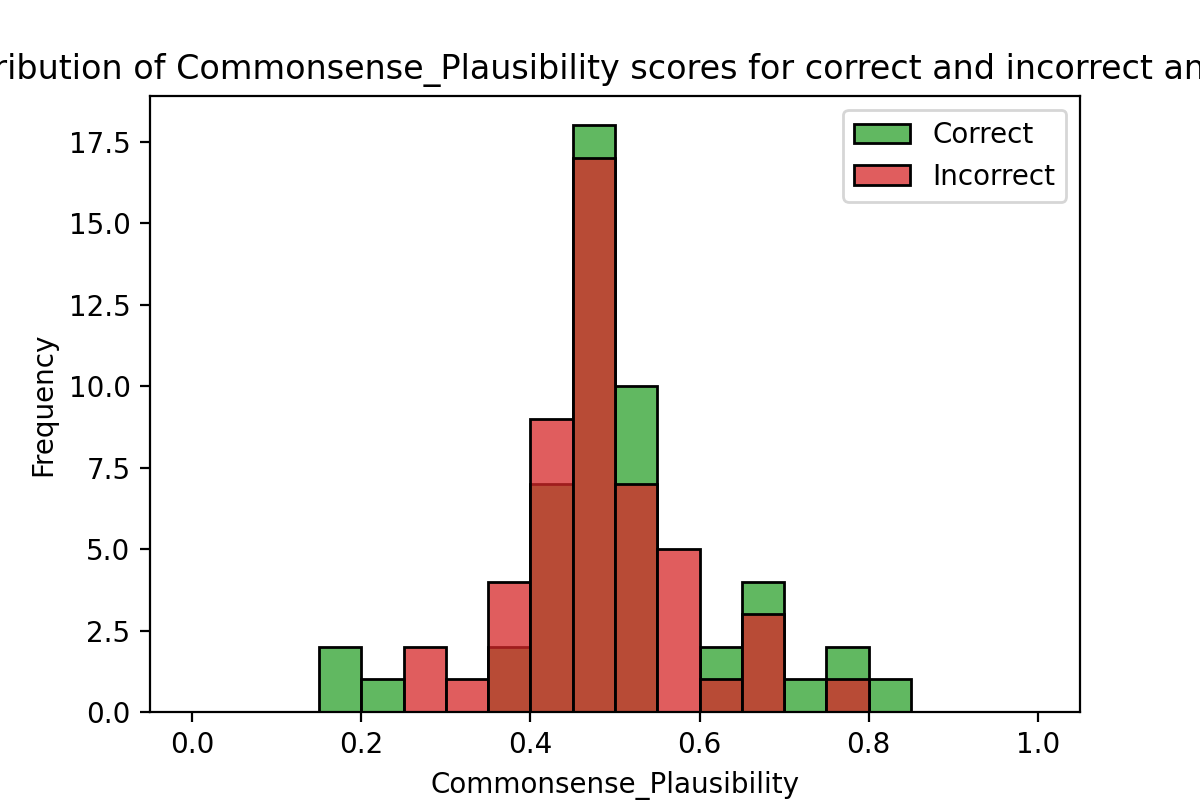 ribution of Commonsense_Plausibility scores for correct and incorrect an
Correct
Incorrect
17.5
15.0
12.5
10.0
7.5
5.0
2.5
0.0
Frequency
0.0 0.2 0.4 0.6 0.8 1.0
Commonsense_Plausibility